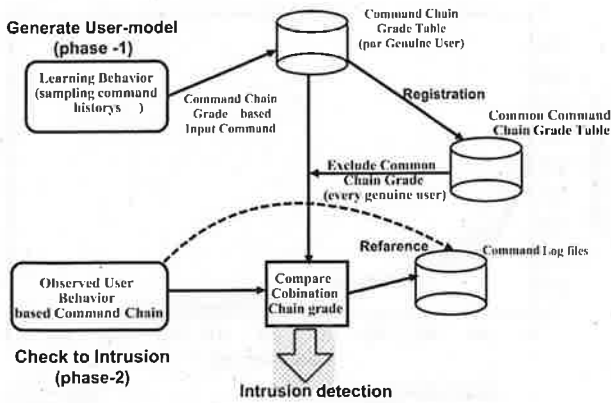 Generate User-model
(phase -1)
Learning Behavior
(sampling command
historys )
Command Chain
Grade based
Input Command
Command Chain
Grade Table
(par Genuine User)
Registration
Common Command
Chain Grade Table
Exclude Common
Chain Grade
(every genuine user)
Refarence
Command Log files
Observed User
Behavior
based Command Chain
Compare
Cobination
Chain grade
Check to Intrusion
(phase-2)
Intrusion detection